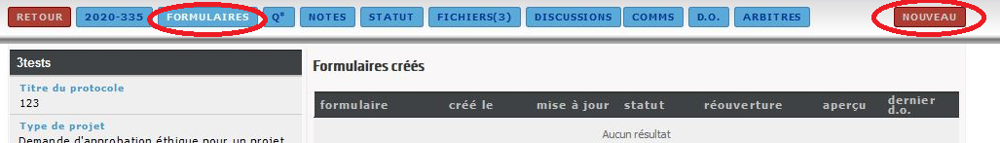 RETOUR 2020-335 FORMULAIRES Q* NOTES STATUT FICHIERS(3) DISCUSSIONS COMMS D.O. ARBITRES NOUVEAU
3tests
Titre du protocole
123
Type de projet
Demande d'approbation éthique pour un projet
Formulaires créés
formulaire créé le mise à jour statut réouverture aperçu dernier d.o.
Aucun résultat